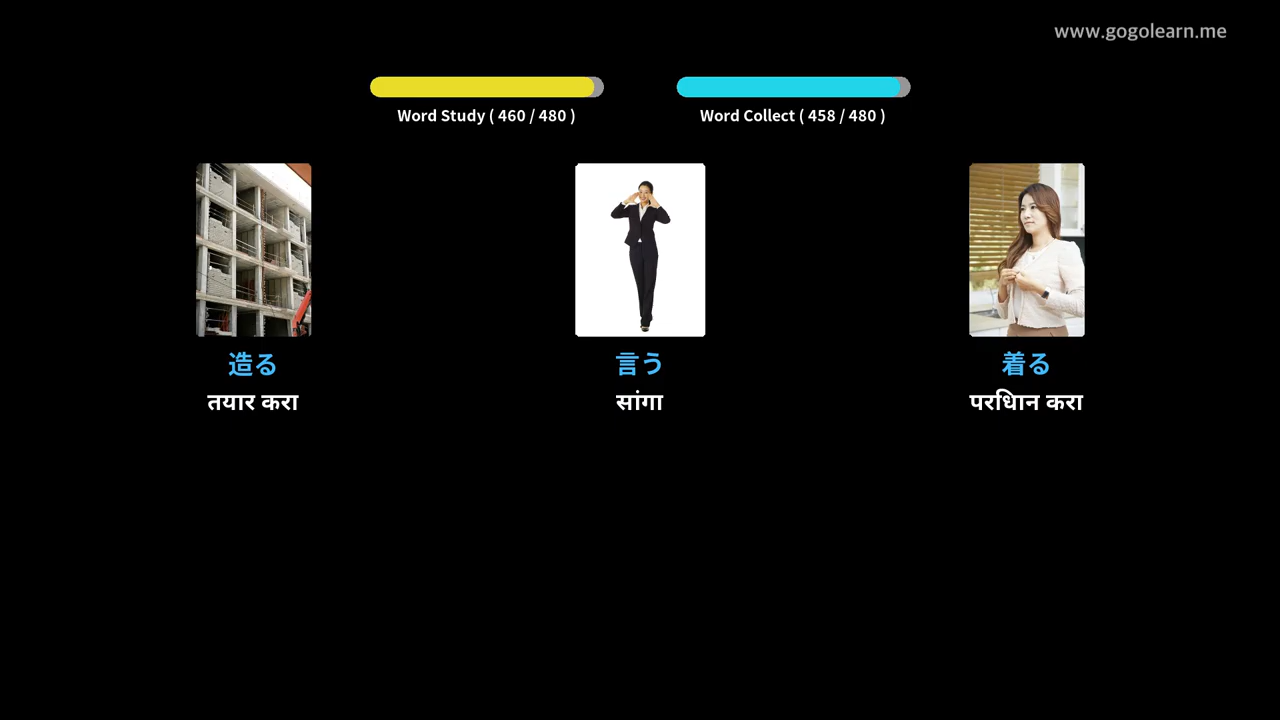 www.gogolearn.me
Word Study ( 460 / 480 )
Word Collect ( 458 / 480 )
造る
言う
着る
तयार करा
सांगा
परिधान करा